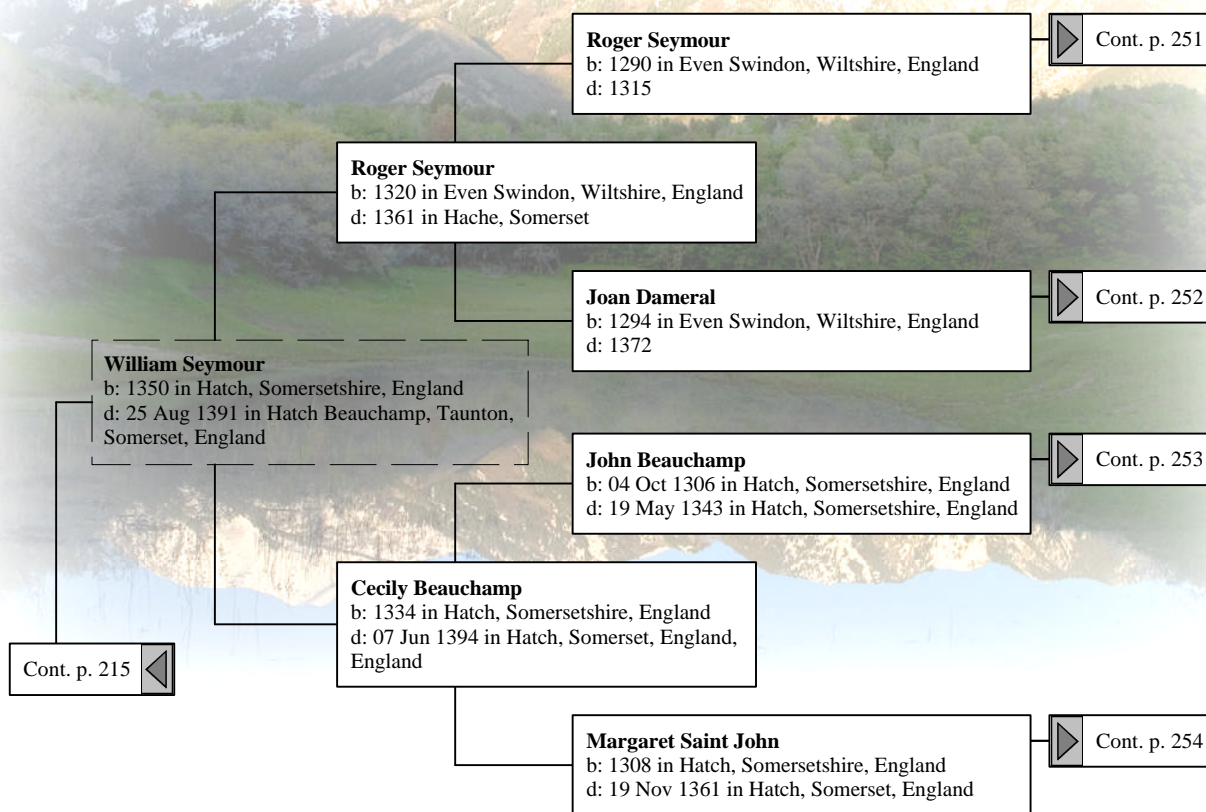 Roger Seymour
b: 1290 in Even Swindon, Wiltshire, England
d: 1315
Cont. p. 251
Roger Seymour
b: 1320 in Even Swindon, Wiltshire, England
d: 1361 in Hache, Somerset
Joan Dameral
b: 1294 in Even Swindon, Wiltshire, England
d: 1372
Cont. p. 252
William Seymour
b: 1350 in Hatch, Somersetshire, England
d: 25 Aug 1391 in Hatch Beauchamp, Taunton,
Somerset, England
John Beauchamp
b: 04 Oct 1306 in Hatch, Somersetshire, England
d: 19 May 1343 in Hatch, Somersetshire, England
Cont. p. 253
Cecily Beauchamp
b: 1334 in Hatch, Somersetshire, England
d: 07 Jun 1394 in Hatch, Somerset, England,
England
Cont. p. 215
Margaret Saint John
b: 1308 in Hatch, Somersetshire, England
d: 19 Nov 1361 in Hatch, Somerset, England
Cont. p. 254